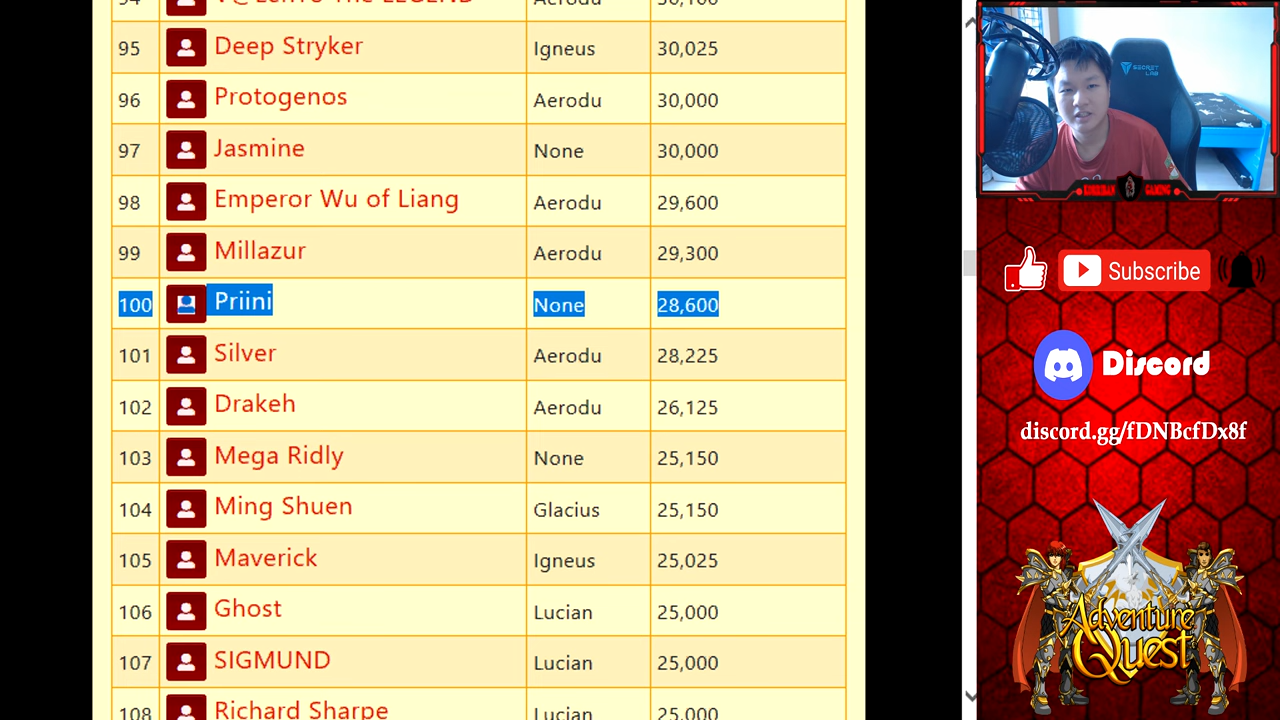 95 Deep Stryker Igneus 30,025
96 Protogenos Aerodu 30,000
97 Jasmine None 30,000
98 Emperor Wu of Liang Aerodu 29,600
99 Millazur Aerodu 29,300
100 Priini None 28,600
101 Silver Aerodu 28,225
102 Drakeh Aerodu 26,125
103 Mega Ridly None 25,150
104 Ming Shuen Glacius 25,150
105 Maverick Igneus 25,025
106 Ghost Lucian 25,000
107 SIGMUND Lucian 25,000
108 Richard Sharpe Lucian 25,000
SECRET
LAB
GAMING
Subscribe
Discord
discord.gg/fDNBcfDx8f
Adventure
Quest